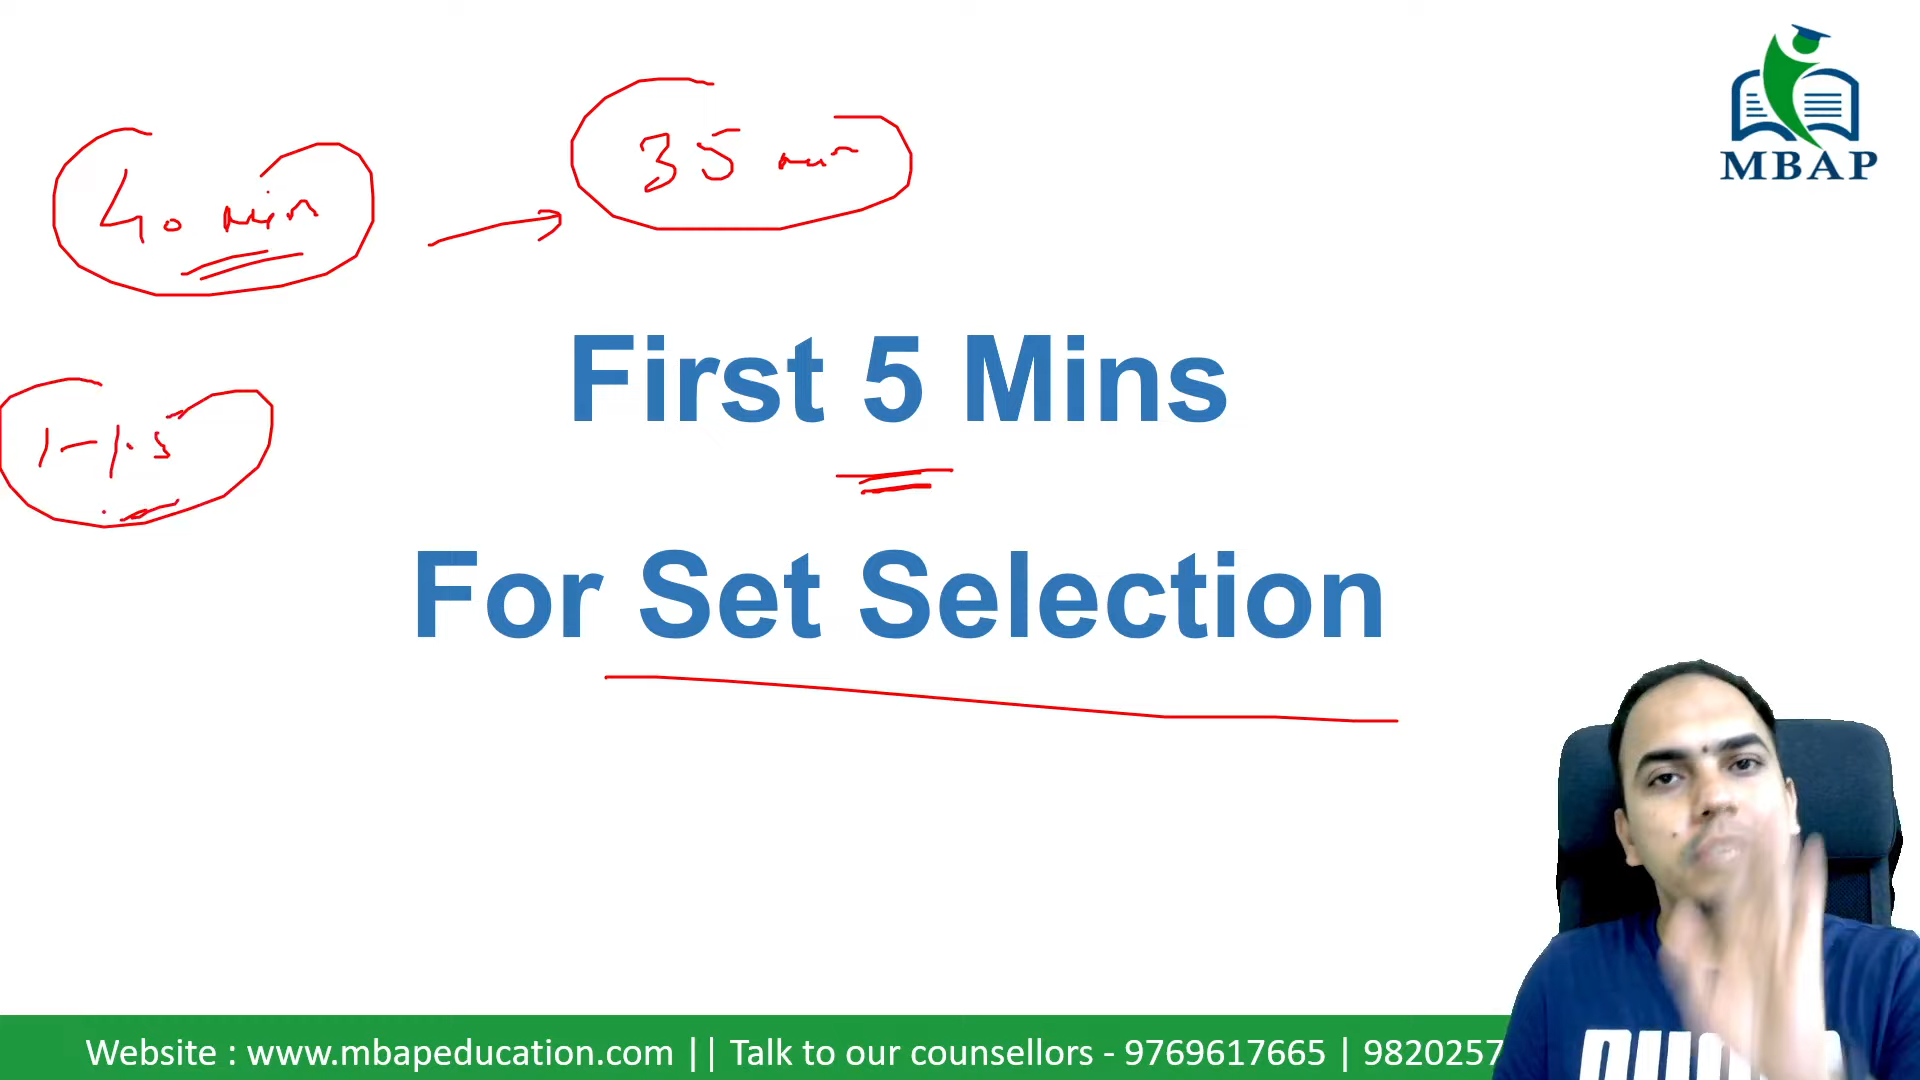 MBAP
40 min
35 min
First 5 Mins
1-1.5
For Set Selection
Website : www.mbapeducation.com || Talk to our counsellors - 9769617665 | 9820257